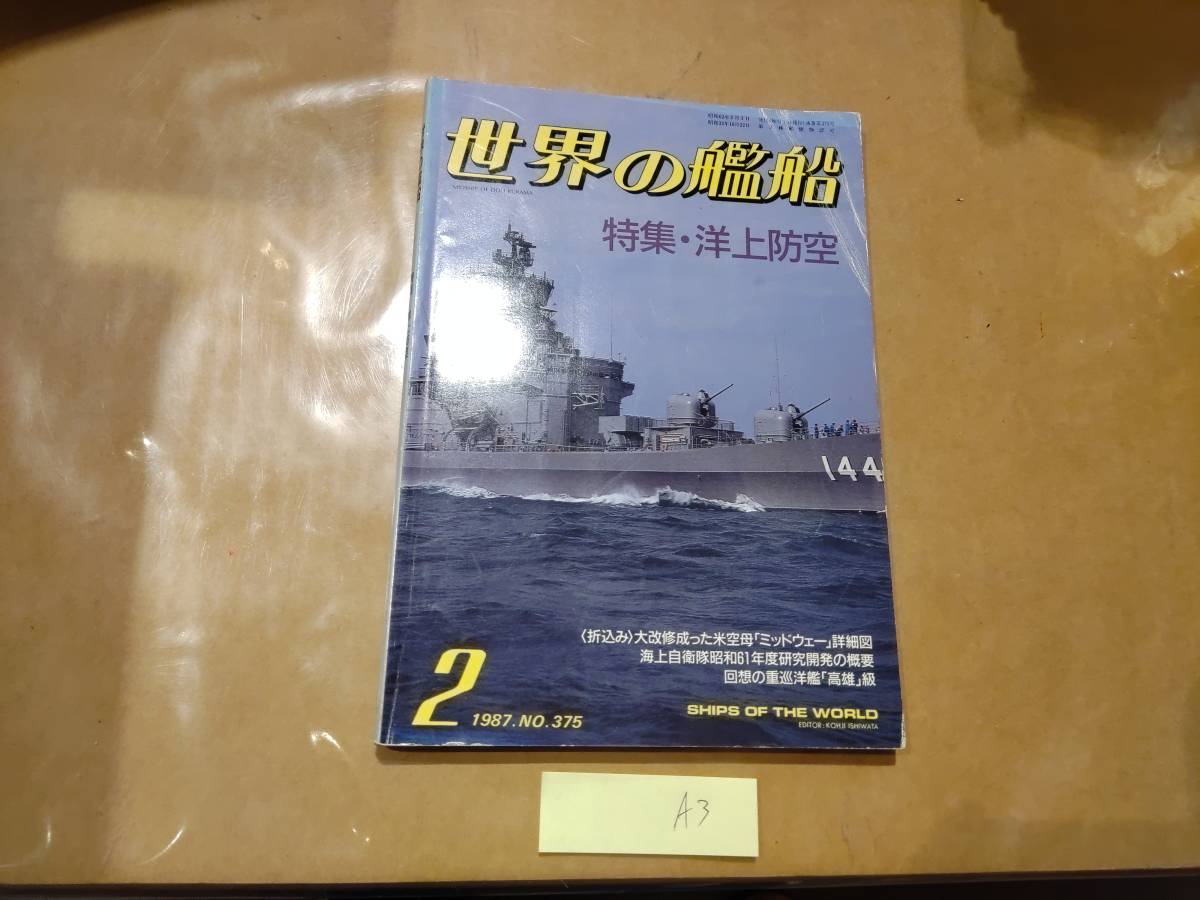 世界の艦船
特集・洋上防空
144
〈折込み〉大改修成った米空母「ミッドウェー」詳細図
海上自衛隊昭和61年度研究開発の概要
回想の重巡洋艦「高雄」級
2
1987.NO.375
SHIPS OF THE WORLD
EDITOR: KOHJI ISHIWATA
A3